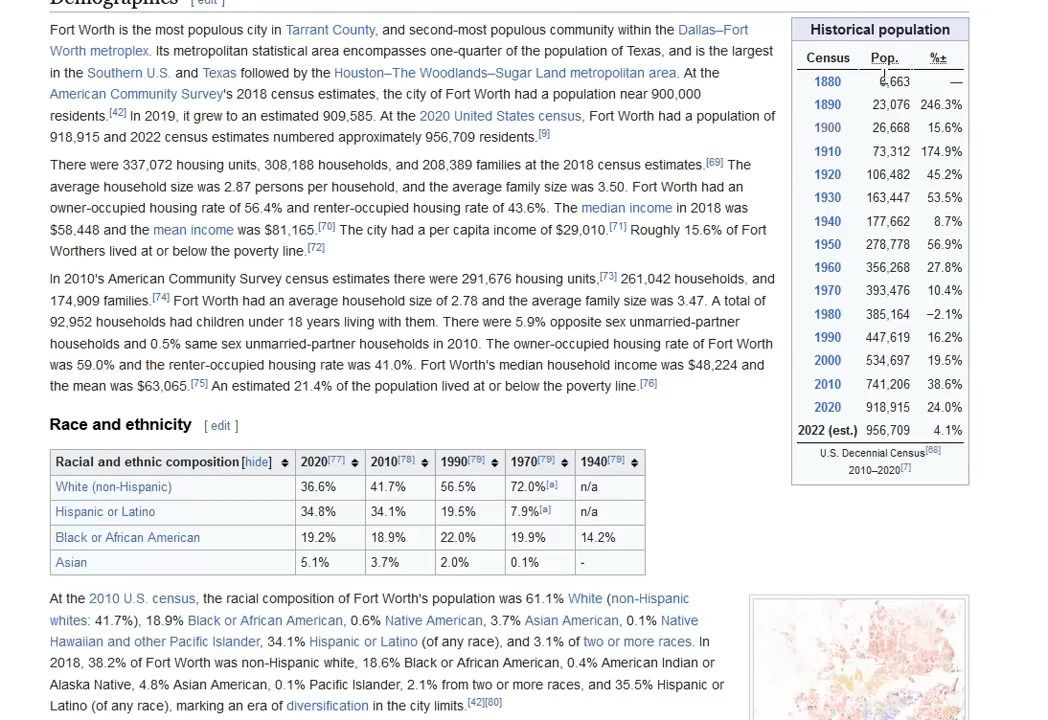 Demographics [ edit ]
Fort Worth is the most populous city in Tarrant County, and second-most populous community within the Dallas–Fort
Worth metroplex. Its metropolitan statistical area encompasses one-quarter of the population of Texas, and is the largest
in the Southern U.S. and Texas followed by the Houston–The Woodlands–Sugar Land metropolitan area. At the
American Community Survey's 2018 census estimates, the city of Fort Worth had a population near 900,000
residents.[42] In 2019, it grew to an estimated 909,585. At the 2020 United States census, Fort Worth had a population of
918,915 and 2022 census estimates numbered approximately 956,709 residents.[9]
There were 337,072 housing units, 308,188 households, and 208,389 families at the 2018 census estimates.[69] The
average household size was 2.87 persons per household, and the average family size was 3.50. Fort Worth had an
owner-occupied housing rate of 56.4% and renter-occupied housing rate of 43.6%. The median income in 2018 was
$58,448 and the mean income was $81,165.[70] The city had a per capita income of $29,010.[71] Roughly 15.6% of Fort
Worthers lived at or below the poverty line.[72]
In 2010's American Community Survey census estimates there were 291,676 housing units,[73] 261,042 households, and
174,909 families.[74] Fort Worth had an average household size of 2.78 and the average family size was 3.47. A total of
92,952 households had children under 18 years living with them. There were 5.9% opposite sex unmarried-partner
households and 0.5% same sex unmarried-partner households in 2010. The owner-occupied housing rate of Fort Worth
was 59.0% and the renter-occupied housing rate was 41.0%. Fort Worth's median household income was $48,224 and
the mean was $63,065.[75] An estimated 21.4% of the population lived at or below the poverty line.[76]
Historical population
Census Pop. %±
1880 6,663 —
1890 23,076 246.3%
1900 26,668 15.6%
1910 73,312 174.9%
1920 106,482 45.2%
1930 163,447 53.5%
1940 177,662 8.7%
1950 278,778 56.9%
1960 356,268 27.8%
1970 393,476 10.4%
1980 385,164 −2.1%
1990 447,619 16.2%
2000 534,697 19.5%
2010 741,206 38.6%
2020 918,915 24.0%
2022 (est.) 956,709 4.1%
U.S. Decennial Census[68]
2010–2020[7]
Race and ethnicity [ edit ]
Racial and ethnic composition [hide] 2020[77] 2010[78] 1990[79] 1970[79] 1940[79]
White (non-Hispanic) 36.6% 41.7% 56.5% 72.0%[a] n/a
Hispanic or Latino 34.8% 34.1% 19.5% 7.9%[a] n/a
Black or African American 19.2% 18.9% 22.0% 19.9% 14.2%
Asian 5.1% 3.7% 2.0% 0.1% -
At the 2010 U.S. census, the racial composition of Fort Worth's population was 61.1% White (non-Hispanic
whites: 41.7%), 18.9% Black or African American, 0.6% Native American, 3.7% Asian American, 0.1% Native
Hawaiian and other Pacific Islander, 34.1% Hispanic or Latino (of any race), and 3.1% of two or more races. In
2018, 38.2% of Fort Worth was non-Hispanic white, 18.6% Black or African American, 0.4% American Indian or
Alaska Native, 4.8% Asian American, 0.1% Pacific Islander, 2.1% from two or more races, and 35.5% Hispanic or
Latino (of any race), marking an era of diversification in the city limits.[42][80]